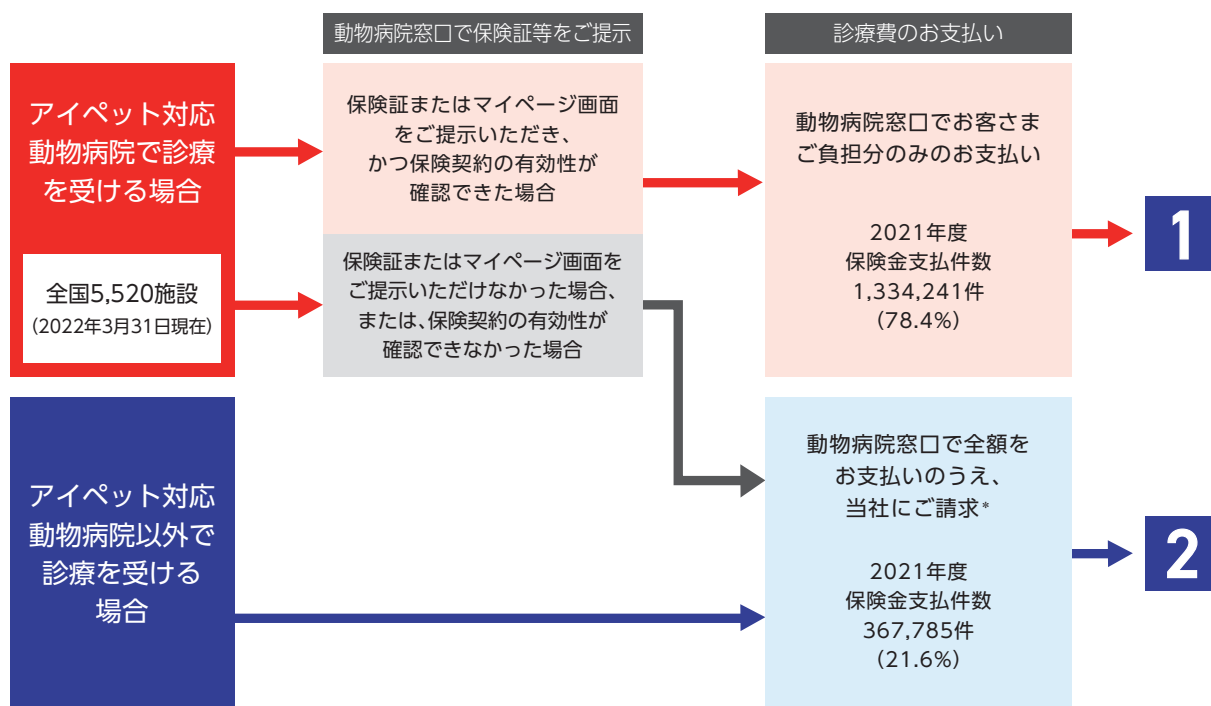 動物病院窓口で保険証等をご提示
診療費のお支払い
アイペット対応
動物病院で診療
を受ける場合
全国5,520施設
(2022年3月31日現在)
保険証またはマイページ画面
をご提示いただき、
かつ保険契約の有効性が
確認できた場合
保険証またはマイページ画面を
ご提示いただけなかった場合、
または、保険契約の有効性が
確認できなかった場合
動物病院窓口でお客さま
ご負担分のみのお支払い
2021年度
保険金支払件数
1,334,241件
(78.4%)
1
アイペット対応
動物病院以外で
診療を受ける
場合
動物病院窓口で全額を
お支払いのうえ、
当社にご請求*
2021年度
保険金支払件数
367,785件
(21.6%)
2